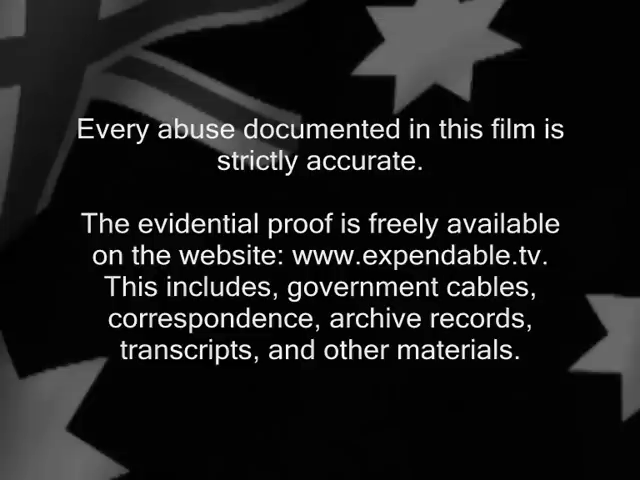 Every abuse documented in this film is
strictly accurate.
The evidential proof is freely available
on the website: www.expendable.tv.
This includes, government cables,
correspondence, archive records,
transcripts, and other materials.